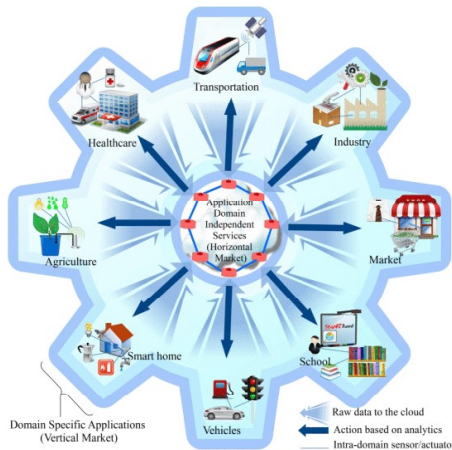 Transportation
Healthcare
Industry
Application
Domain
Independent
Services
(Horizontal
Market)
Agriculture
Market
Smart home
School
Vehicles
Domain Specific Applications
(Vertical Market)
Raw data to the cloud
Action based on analytics
Intra-domain sensor/actuato